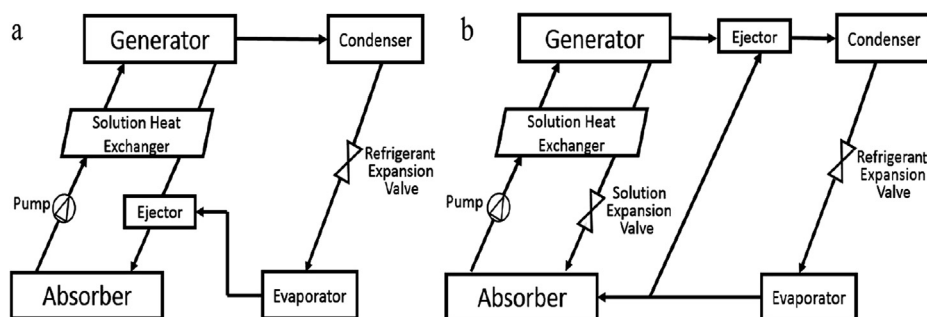 a
Generator
Condenser
Solution Heat
Exchanger
Refrigerant
Expansion
Valve
Pump
Ejector
Absorber
Evaporator
b
Generator
Ejector
Condenser
Solution Heat
Exchanger
Refrigerant
Expansion
Valve
Pump
Solution
Expansion
Valve
Absorber
Evaporator